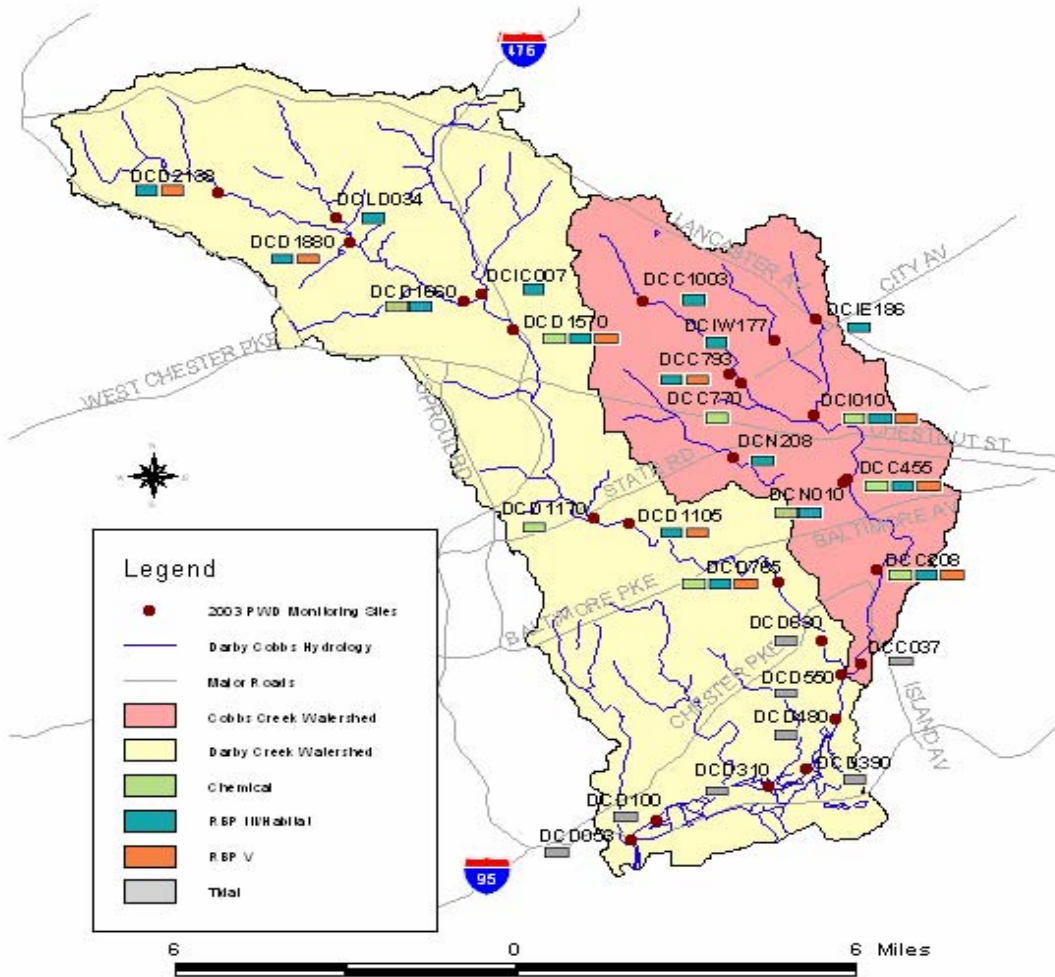 476
DCD2138
DCLD034
DCD1880
LANCASTER AV
CITY AV
DCIC007
DCC1003
DCD1660
DCIE186
DCD1570
DCIW177
WEST CHESTER PKE
DCC793
SPROUL RD
DCC770
DCI010
CHESTNUT ST
DCN208
STATE RD
DCC455
DCN010
DCD1170
DCD1105
BALTIMORE AV
DCD765
DCC208
BALTIMORE PKE
DCD630
DCC037
CHESTER PKE
DCD550
ISLAND AV
DCD480
DCD310
DCD390
DCD100
DCD053
95
Legend
2003 PWD Monitoring Sites
Darby Cobbs Hydrology
Major Roads
Cobbs Creek Watershed
Darby Creek Watershed
Chemical
RBP III/Habitat
RBP V
Tidal
6 0 6 Miles